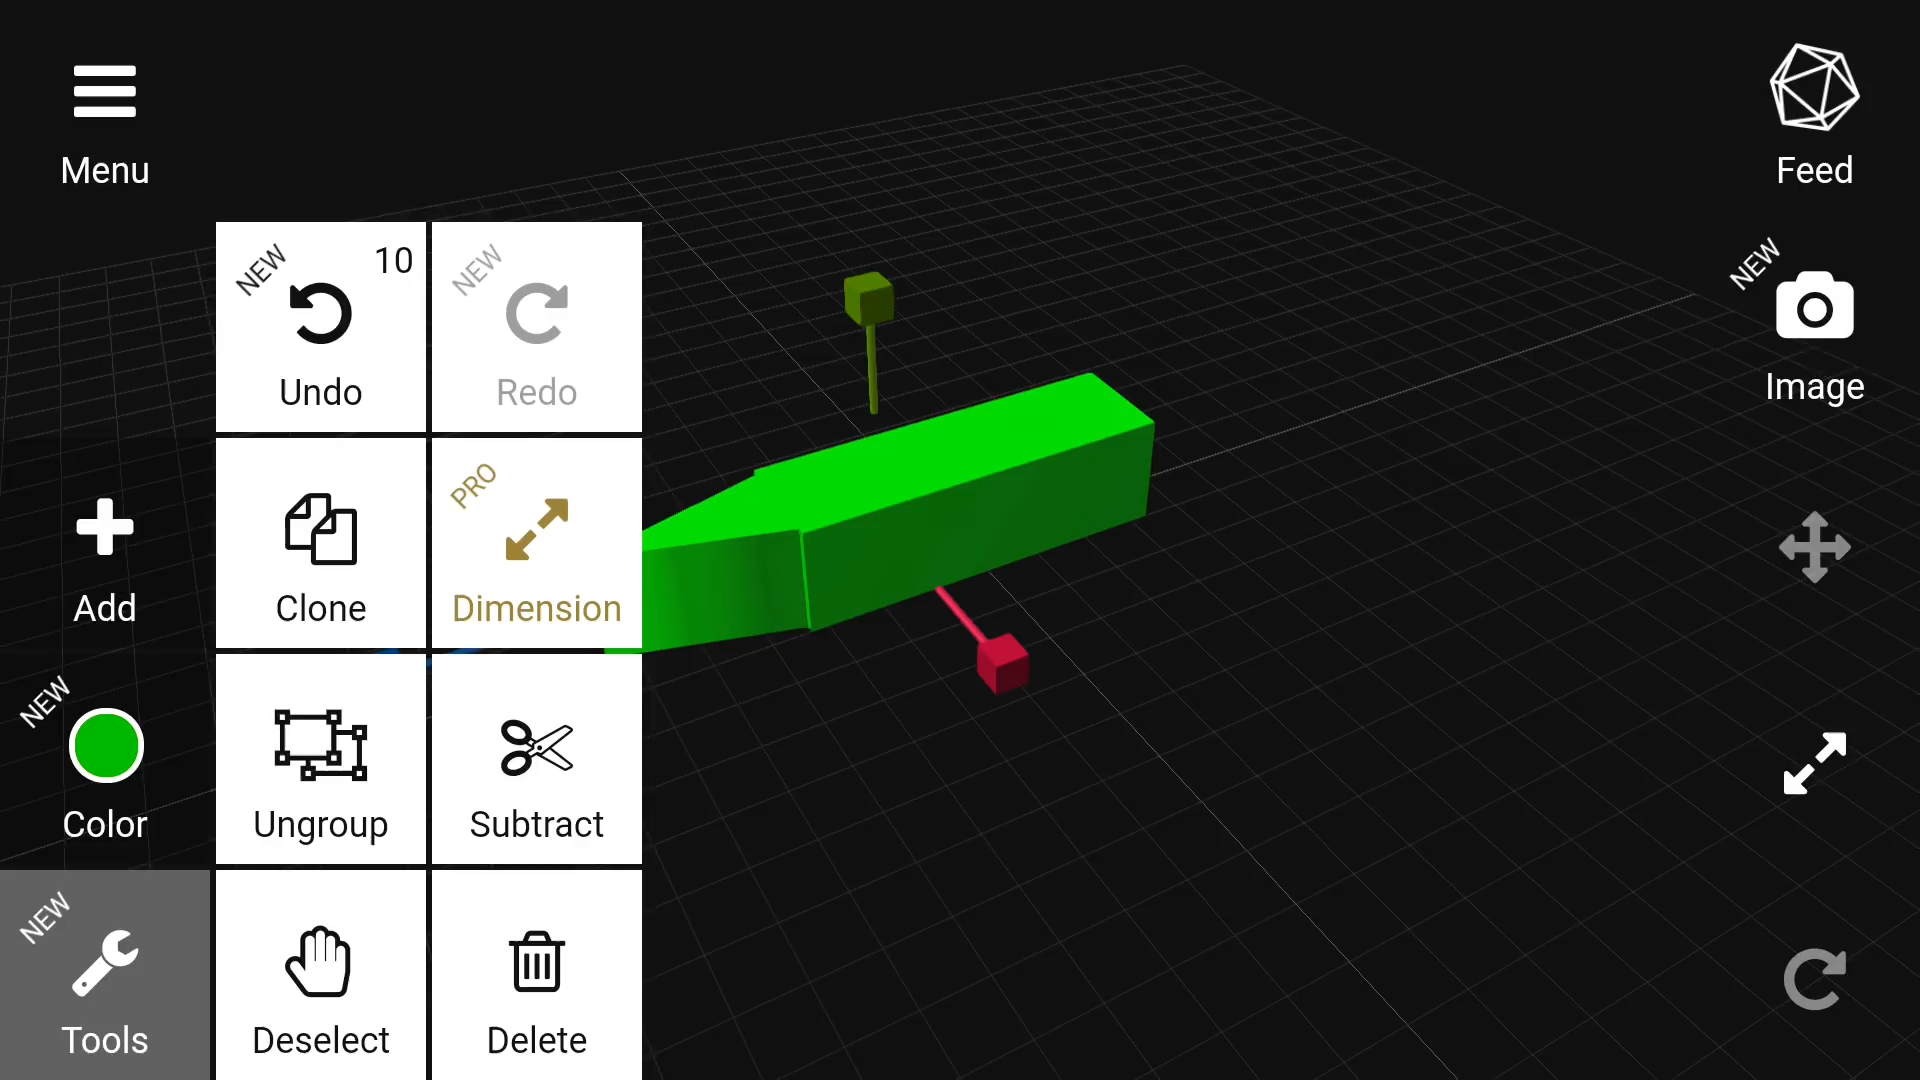 Menu
Feed
NEW 10
Undo
NEW
Redo
NEW
Image
Add
Clone
PRO
Dimension
NEW
Color
Ungroup
Subtract
NEW
Tools
Deselect
Delete